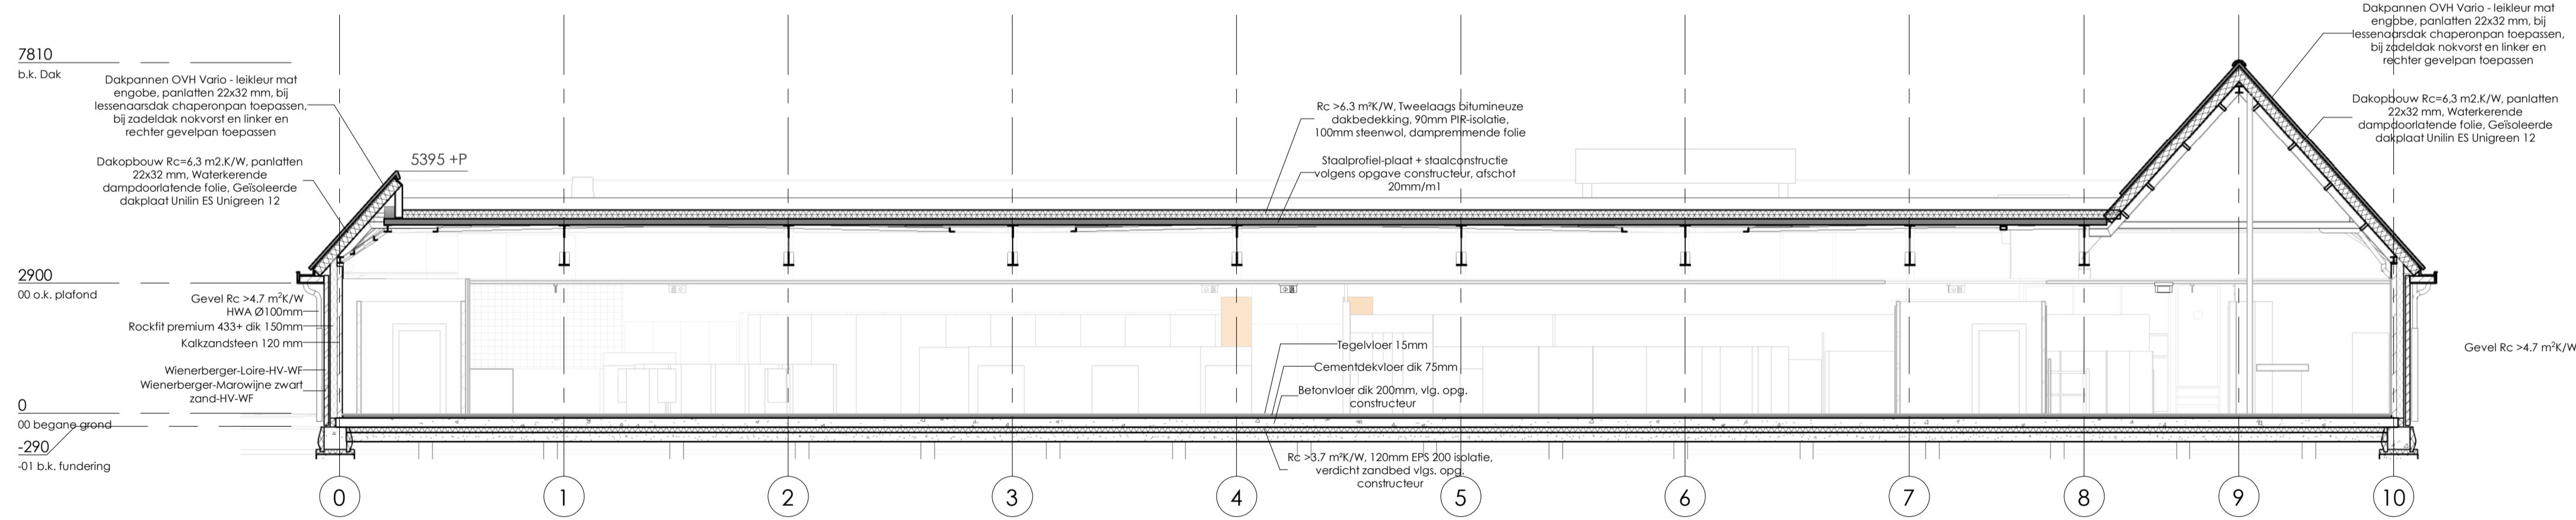 7810
b.k. Dak
Dakpannen OVH Vario - leikleur mat
engobe, panlatten 22x32 mm, bij
lessenaarsdak chaperonpan toepassen,
bij zadeldak nokvorst en linker en
rechter gevelpan toepassen
Dakopbouw Rc=6,3 m2.K/W, panlatten
22x32 mm, Waterkerende
dampdoorlatende folie, Geïsoleerde
dakplaat Unilin ES Unigreen 12
5395 +P
2900
00 o.k. plafond
Gevel Rc >4.7 m²K/W
HWA Ø100mm
Rockfit premium 433+ dik 150mm
Kalkzandsteen 120 mm
Wienerberger-Loire-HV-WF
Wienerberger-Marowijne zwart
zand-HV-WF
0
00 begane grond
-290
-01 b.k. fundering
Rc >6.3 m²K/W, Tweelaags bitumineuze
dakbedekking, 90mm PIR-isolatie,
100mm steenwol, dampremmende folie
Staalprofiel-plaat + staalconstructie
volgens opgave constructeur, afschot
20mm/m1
Tegelvloer 15mm
Cementdekvloer dik 75mm
Betonvloer dik 200mm, vlg. opg.
constructeur
Rc >3.7 m²K/W, 120mm EPS 200 isolatie,
verdicht zandbed vlgs. opg.
constructeur
Dakpannen OVH Vario - leikleur mat
engobe, panlatten 22x32 mm, bij
lessenaarsdak chaperonpan toepassen,
bij zadeldak nokvorst en linker en
rechter gevelpan toepassen
Dakopbouw Rc=6,3 m2.K/W, panlatten
22x32 mm, Waterkerende
dampdoorlatende folie, Geïsoleerde
dakplaat Unilin ES Unigreen 12
Gevel Rc >4.7 m²K/W
0 1 2 3 4 5 6 7 8 9 10